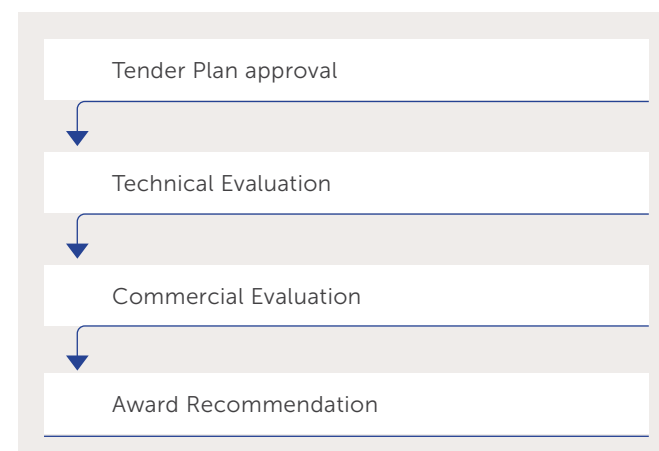 Tender Plan approval
Technical Evaluation
Commercial Evaluation
Award Recommendation